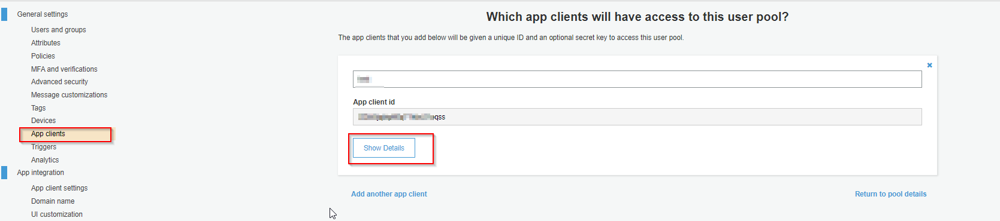 General settings
Users and groups
Attributes
Policies
MFA and verifications
Advanced security
Message customizations
Tags
Devices
App clients
Triggers
Analytics
App integration
App client settings
Domain name
UI customization
Which app clients will have access to this user pool?
The app clients that you add below will be given a unique ID and an optional secret key to access this user pool.
App client id
qss
Show Details
Add another app client
Return to pool details